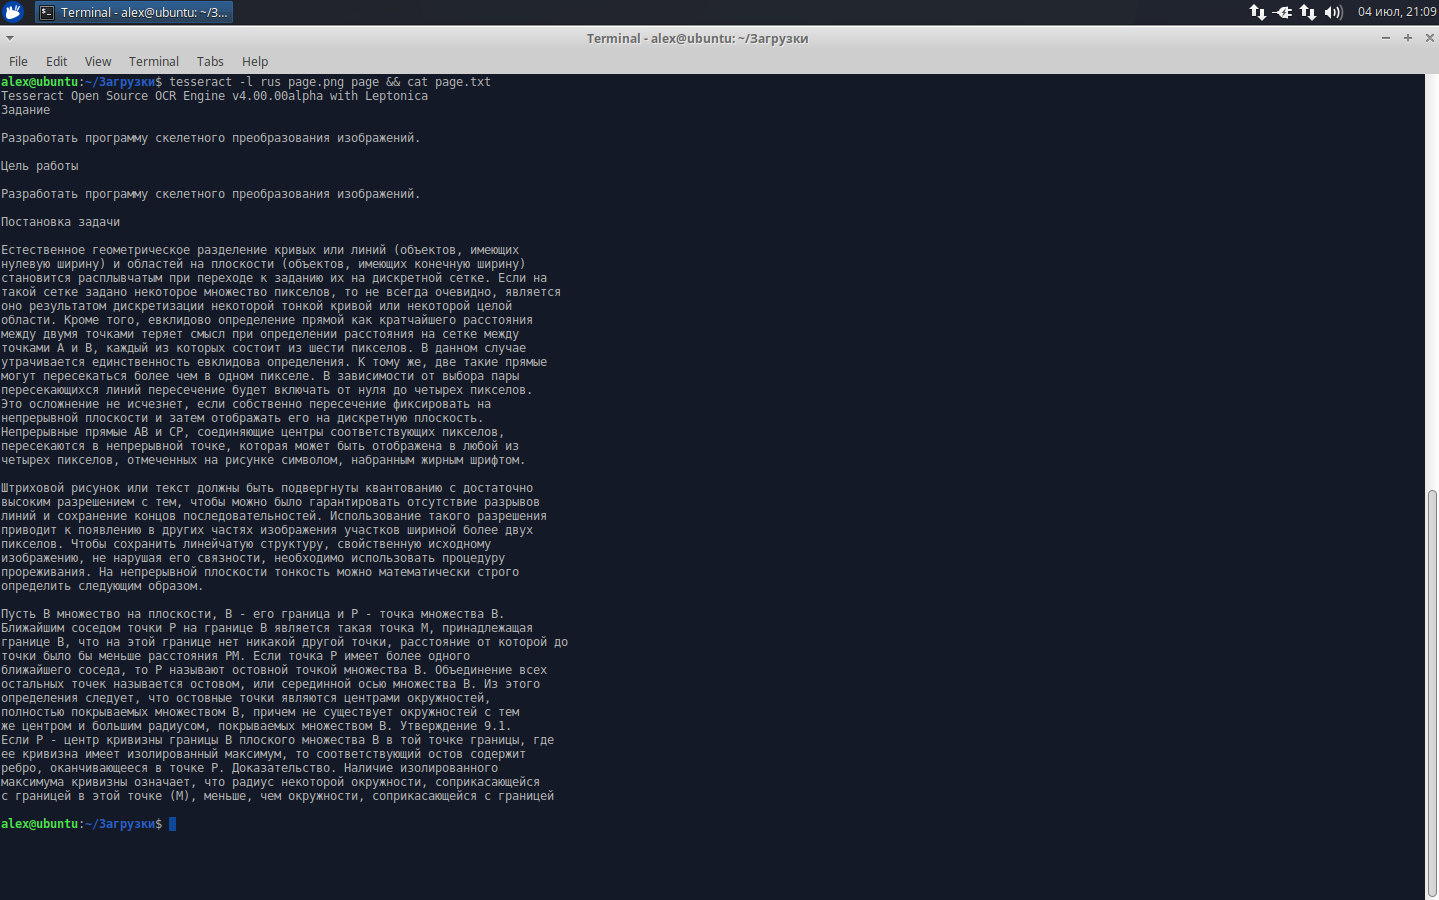 Terminal - alex@ubuntu: ~/З...
04 июл, 21:09
Terminal - alex@ubuntu: ~/Загрузки
File Edit View Terminal Tabs Help
alex@ubuntu:~/Загрузки$ tesseract -l rus page.png page && cat page.txt
Tesseract Open Source OCR Engine v4.00.00alpha with Leptonica
Задание
Разработать программу скелетного преобразования изображений.
Цель работы
Разработать программу скелетного преобразования изображений.
Постановка задачи
Естественное геометрическое разделение кривых или линий (объектов, имеющих
нулевую ширину) и областей на плоскости (объектов, имеющих конечную ширину)
становится расплывчатым при переходе к заданию их на дискретной сетке. Если на
такой сетке задано некоторое множество пикселов, то не всегда очевидно, является
оно результатом дискретизации некоторой тонкой кривой или некоторой целой
области. Кроме того, евклидово определение прямой как кратчайшего расстояния
между двумя точками теряет смысл при определении расстояния на сетке между
точками А и В, каждый из которых состоит из шести пикселов. В данном случае
утрачивается единственность евклидова определения. К тому же, две такие прямые
могут пересекаться более чем в одном пикселе. В зависимости от выбора пары
пересекающихся линий пересечение будет включать от нуля до четырех пикселов.
Это осложнение не исчезнет, если собственно пересечение фиксировать на
непрерывной плоскости и затем отображать его на дискретную плоскость.
Непрерывные прямые АВ и СР, соединяющие центры соответствующих пикселов,
пересекаются в непрерывной точке, которая может быть отображена в любой из
четырех пикселов, отмеченных на рисунке символом, набранным жирным шрифтом.
Штриховой рисунок или текст должны быть подвергнуты квантованию с достаточно
высоким разрешением с тем, чтобы можно было гарантировать отсутствие разрывов
линий и сохранение концов последовательностей. Использование такого разрешения
приводит к появлению в других частях изображения участков шириной более двух
пикселов. Чтобы сохранить линейчатую структуру, свойственную исходному
изображению, не нарушая его связности, необходимо использовать процедуру
прореживания. На непрерывной плоскости тонкость можно математически строго
определить следующим образом.
Пусть В множество на плоскости, В - его граница и Р - точка множества В.
Ближайшим соседом точки Р на границе В является такая точка М, принадлежащая
границе В, что на этой границе нет никакой другой точки, расстояние от которой до
точки было бы меньше расстояния РМ. Если точка Р имеет более одного
ближайшего соседа, то Р называют остовной точкой множества В. Объединение всех
остальных точек называется остовом, или серединной осью множества В. Из этого
определения следует, что остовные точки являются центрами окружностей,
полностью покрываемых множеством В, причем не существует окружностей с тем
же центром и большим радиусом, покрываемых множеством В. Утверждение 9.1.
Если Р - центр кривизны границы В плоского множества В в той точке границы, где
ее кривизна имеет изолированный максимум, то соответствующий остов содержит
ребро, оканчивающееся в точке Р. Доказательство. Наличие изолированного
максимума кривизны означает, что радиус некоторой окружности, соприкасающейся
с границей в этой точке (М), меньше, чем окружности, соприкасающейся с границей
alex@ubuntu:~/Загрузки$